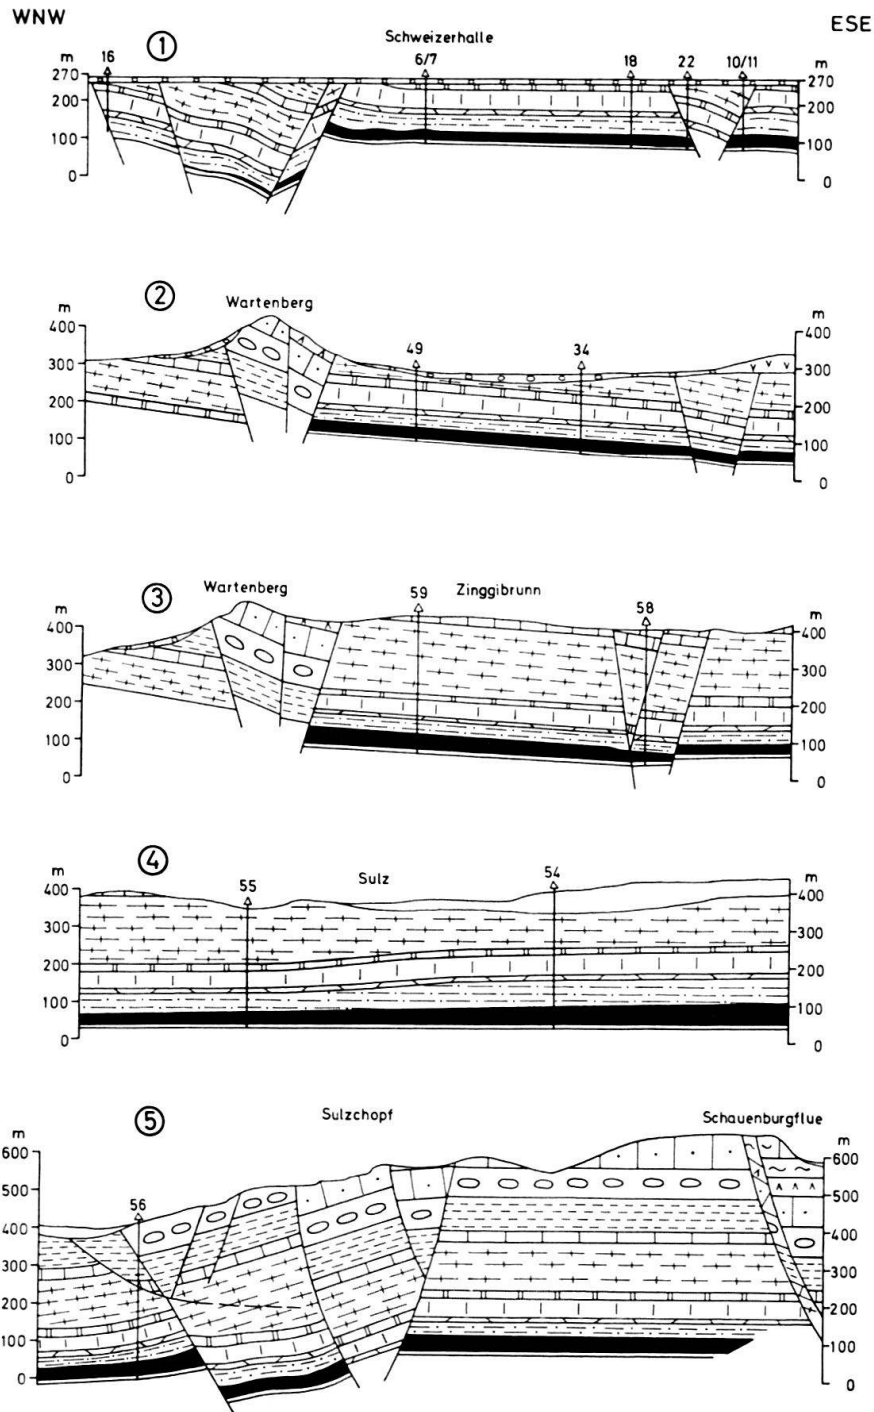 WNW
ESE
① Schweizerhalle
m 16 6/7 18 22 10/11 m
270 270
200 200
100 100
0 0
② Wartenberg
m m
400 400
49 34
300 300
200 200
100 100
0 0
③ Wartenberg Zinggibrunn
m 59 58 m
400 400
300 300
200 200
100 100
0 0
④
m 55 Sulz 54 m
400 400
300 300
200 200
100 100
0 0
⑤ Sulzchopf Schauenburgflue
m m
600 600
500 500
56
400 400
300 300
200 200
100 100
0 0